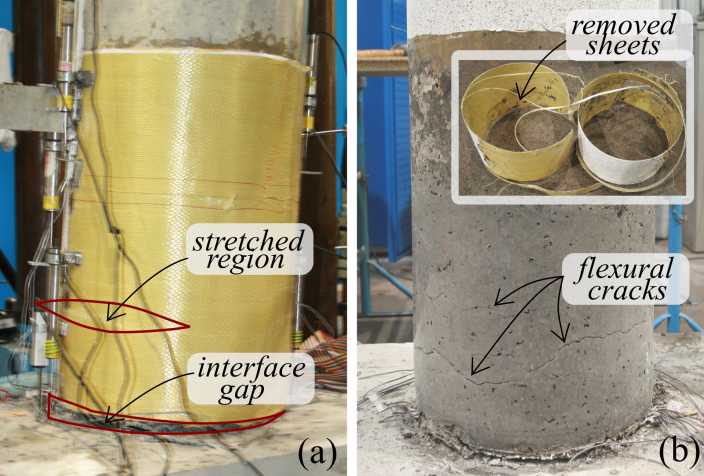 stretched
region
interface
gap
(a)
removed
sheets
flexural
cracks
(b)